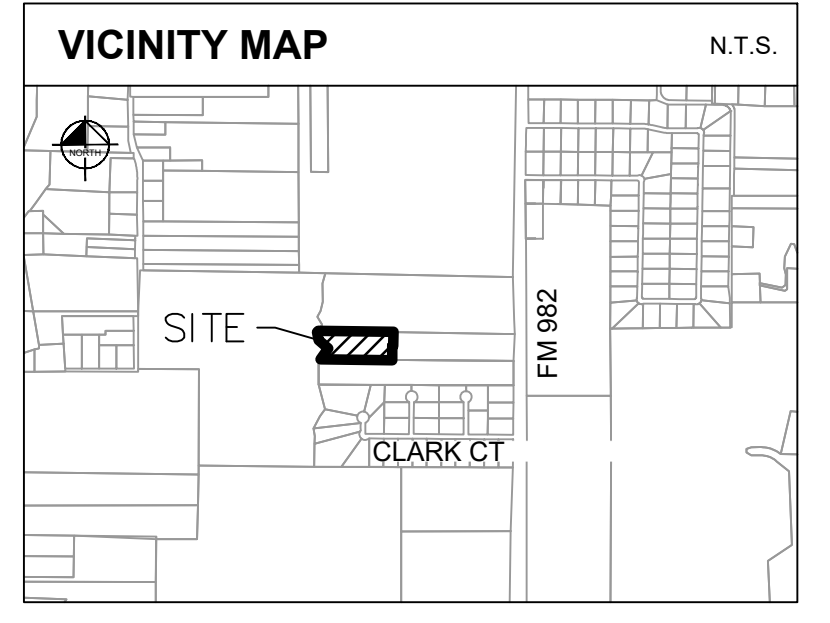 VICINITY MAP
N.T.S.
NORTH
SITE
FM 982
CLARK CT